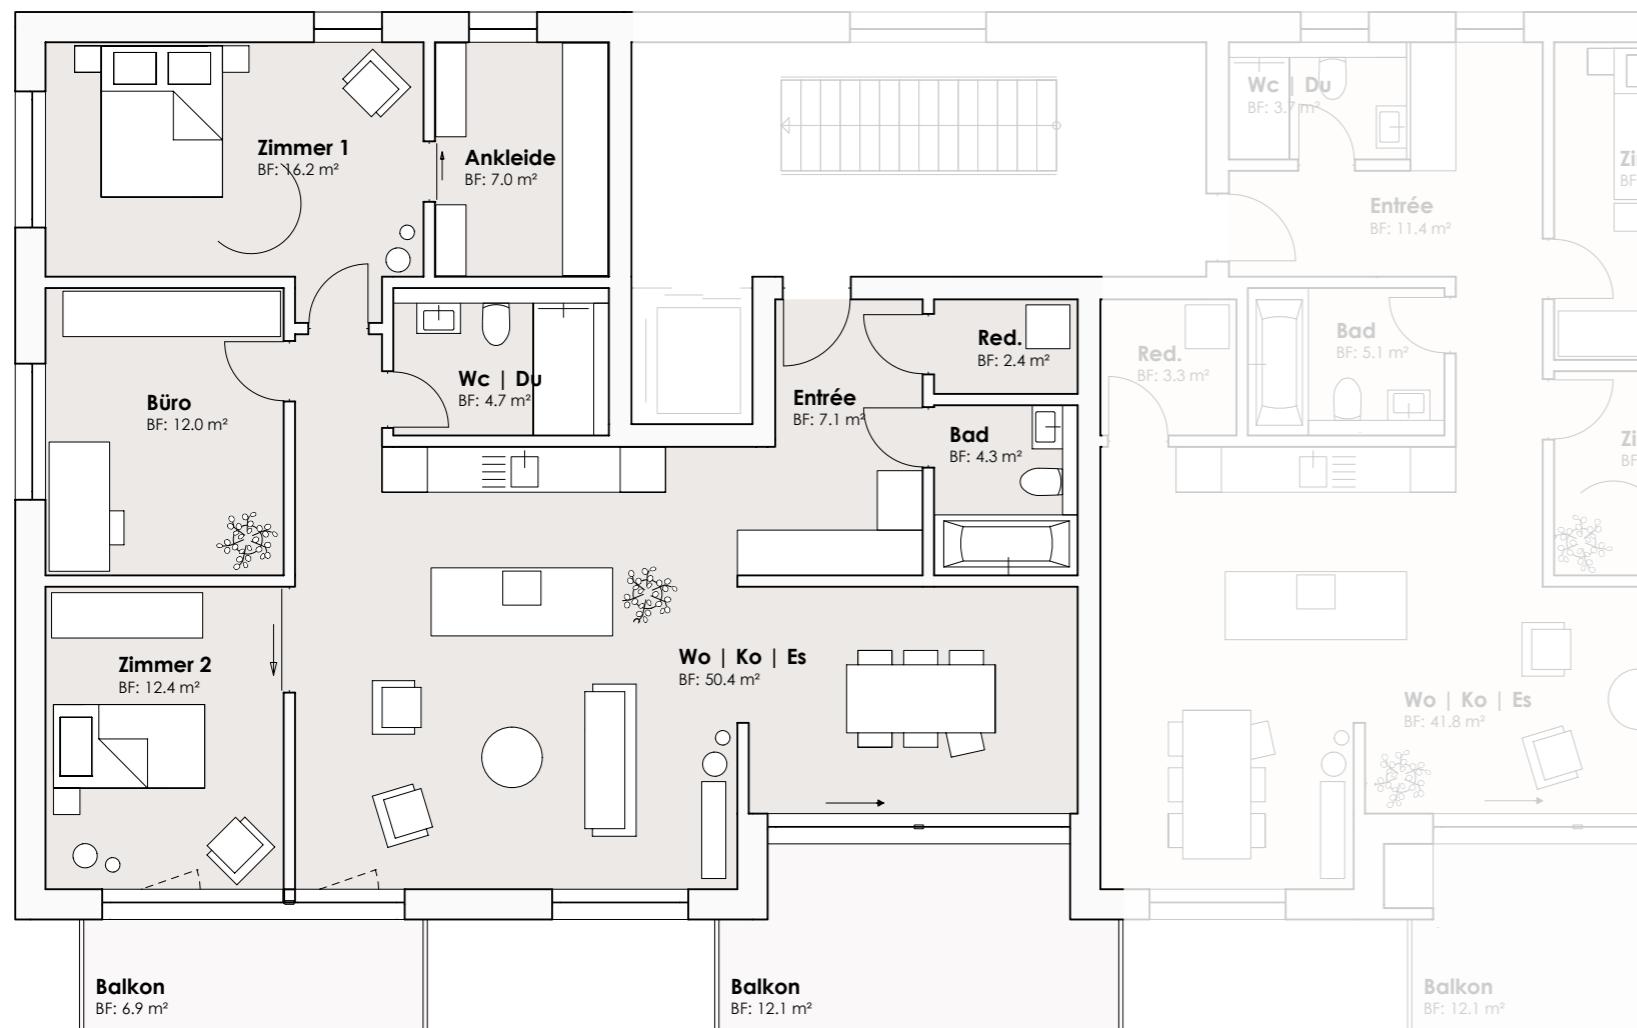 Zimmer 1
BF: 16.2 m²
Ankleide
BF: 7.0 m²
Wc | Du
BF: 3.7 m²
Zi
BF
Entrée
BF: 11.4 m²
Büro
BF: 12.0 m²
Wc | Du
BF: 4.7 m²
Entrée
BF: 7.1 m²
Red.
BF: 2.4 m²
Bad
BF: 4.3 m²
Red.
BF: 3.3 m²
Bad
BF: 5.1 m²
Zi
BF
Zimmer 2
BF: 12.4 m²
Wo | Ko | Es
BF: 50.4 m²
Wo | Ko | Es
BF: 41.8 m²
Balkon
BF: 6.9 m²
Balkon
BF: 12.1 m²
Balkon
BF: 12.1 m²